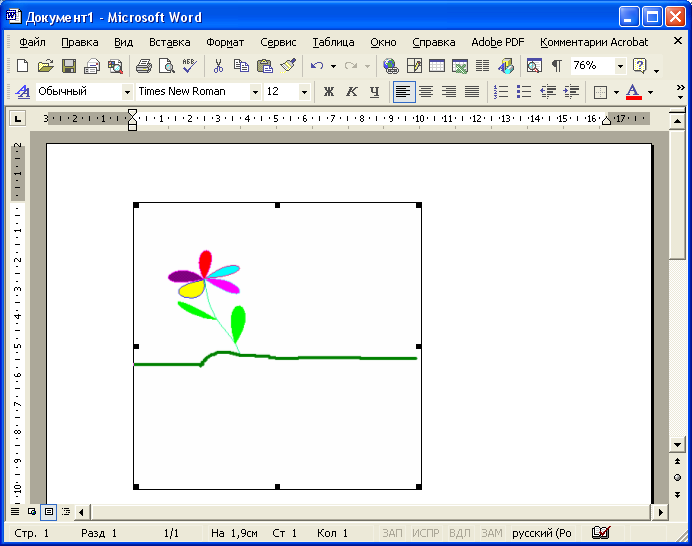 Документ1 - Microsoft Word
Файл Правка Вид Вставка Формат Сервис Таблица Окно Справка Adobe PDF Комментарии Acrobat
76%
Обычный Times New Roman 12 Ж К Ч А
3 2 1 1 2 3 4 5 6 7 8 9 10 11 12 13 14 15 16 17
2
1
1
2
3
4
5
6
7
8
9
10
Стр. 1 Разд 1 1/1 На 1,9см Ст 1 Кол 1 ЗАП ИСПР ВДЛ ЗАМ русский (Ро